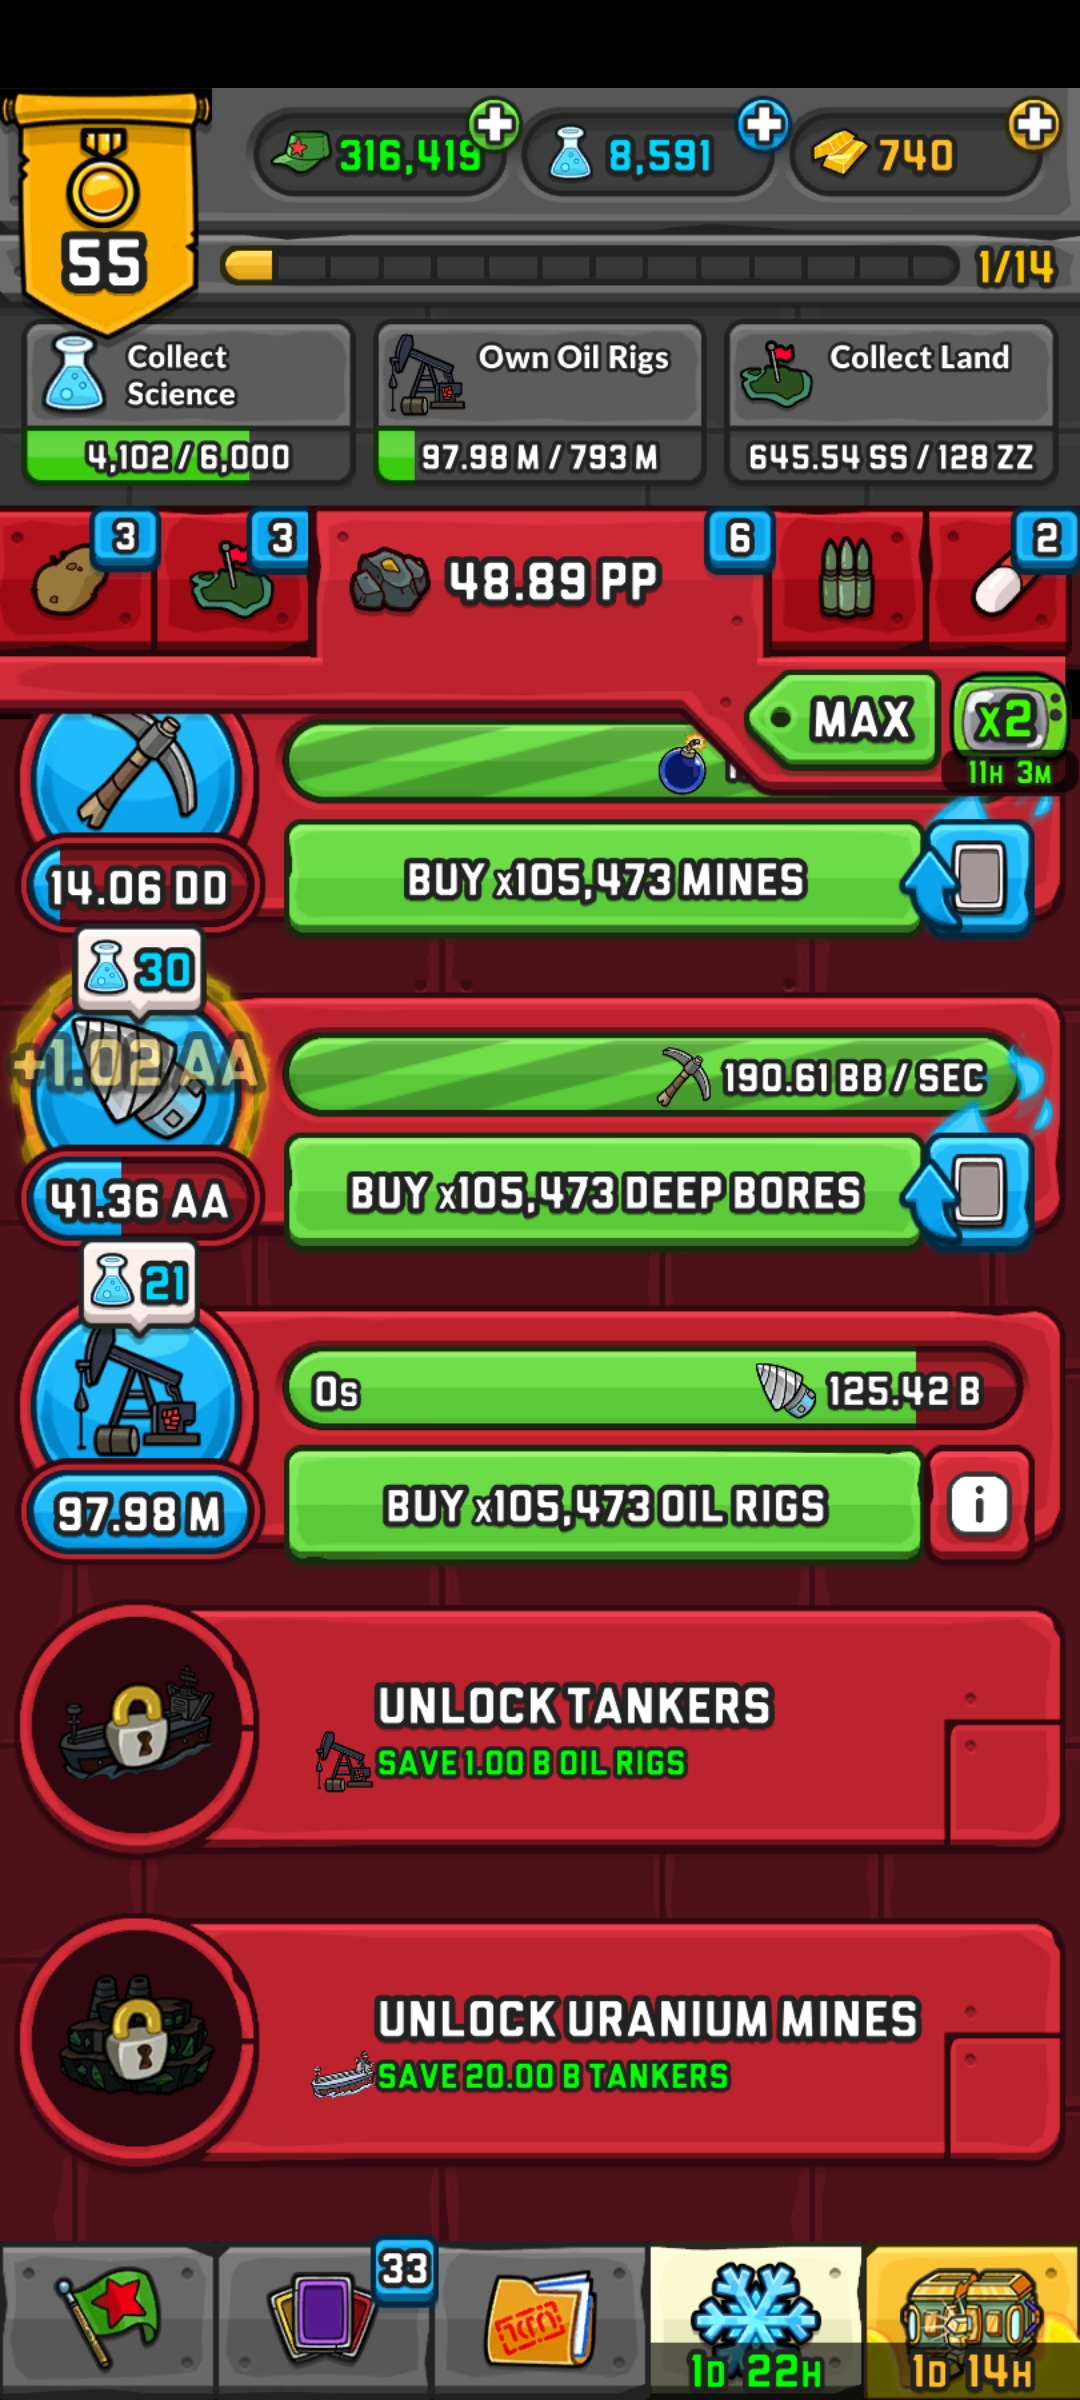 55
316,419
8,591
740
1/14
Collect
Science
4,102 / 6,000
Own Oil Rigs
97.98 M / 793 M
Collect Land
645.54 SS / 128 ZZ
3
3
48.89 PP
6
2
MAX
x2
11H 3M
14.06 DD
BUY x105,473 MINES
30
+1.02 AA
190.61 BB / SEC
41.36 AA
BUY x105,473 DEEP BORES
21
0s
125.42 B
97.98 M
BUY x105,473 OIL RIGS
i
UNLOCK TANKERS
SAVE 1.00 B OIL RIGS
UNLOCK URANIUM MINES
SAVE 20.00 B TANKERS
33
1D 22H
1D 14H